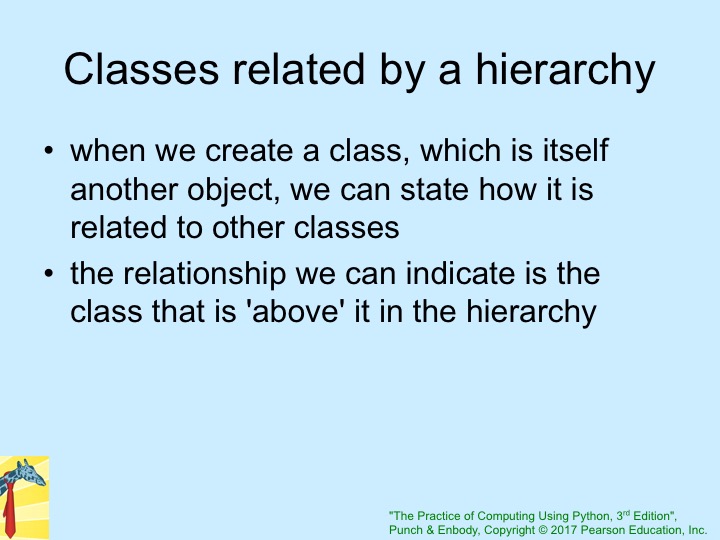 Classes related by a hierarchy
• when we create a class, which is itself
another object, we can state how it is
related to other classes
• the relationship we can indicate is the
class that is 'above' it in the hierarchy
"The Practice of Computing Using Python, 3rd Edition",
Punch & Enbody, Copyright © 2017 Pearson Education, Inc.